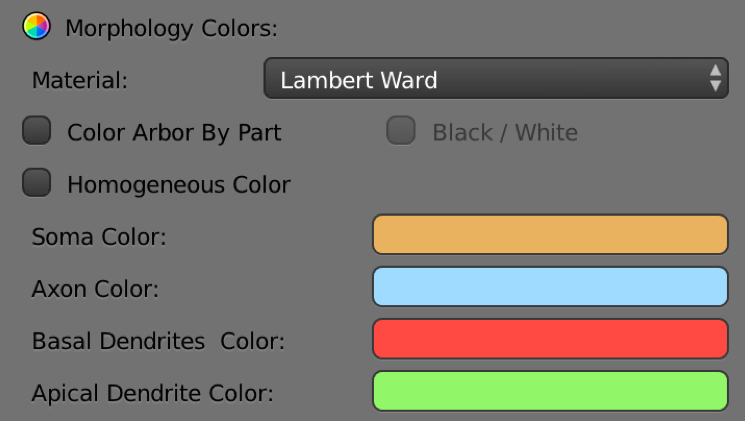 Morphology Colors:
Material: Lambert Ward
Color Arbor By Part Black / White
Homogeneous Color
Soma Color:
Axon Color:
Basal Dendrites  Color:
Apical Dendrite Color: